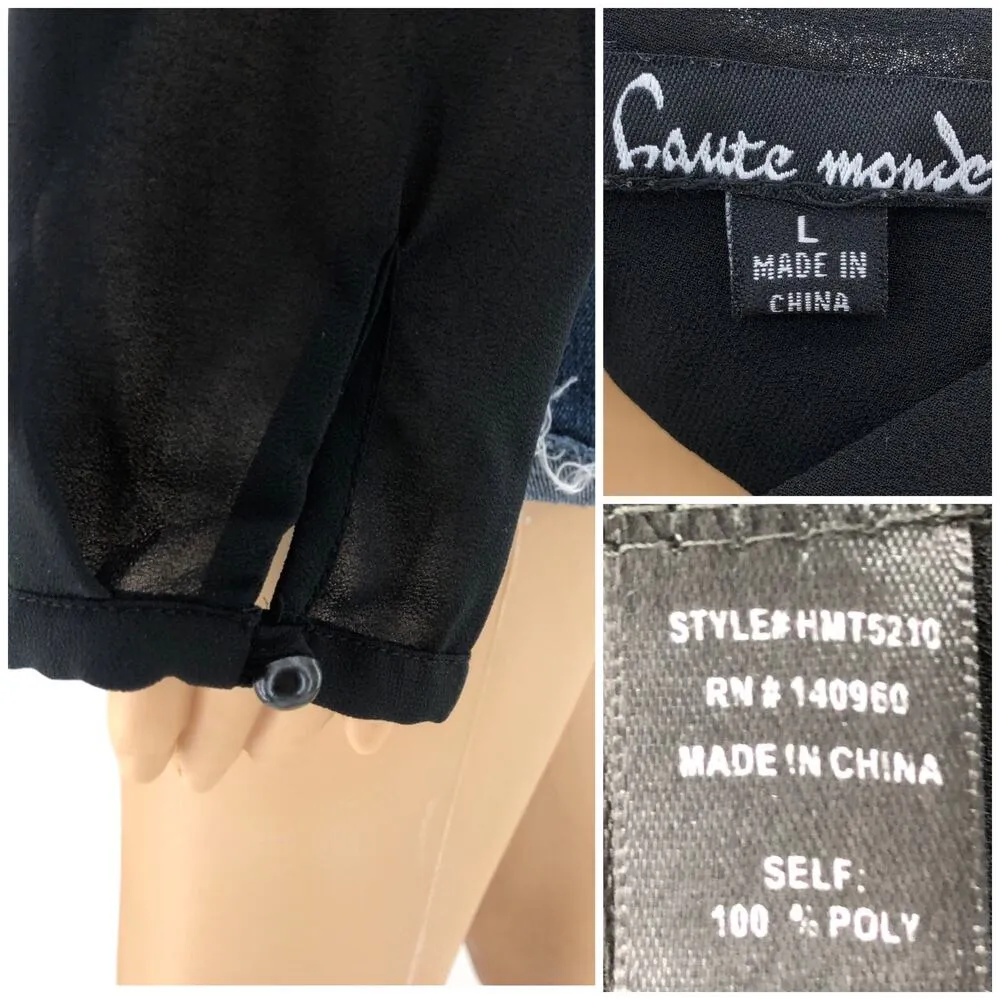 haute monde
L
MADE IN
CHINA
STYLE# HMT5210
RN # 140960
MADE IN CHINA
SELF:
100 % POLY